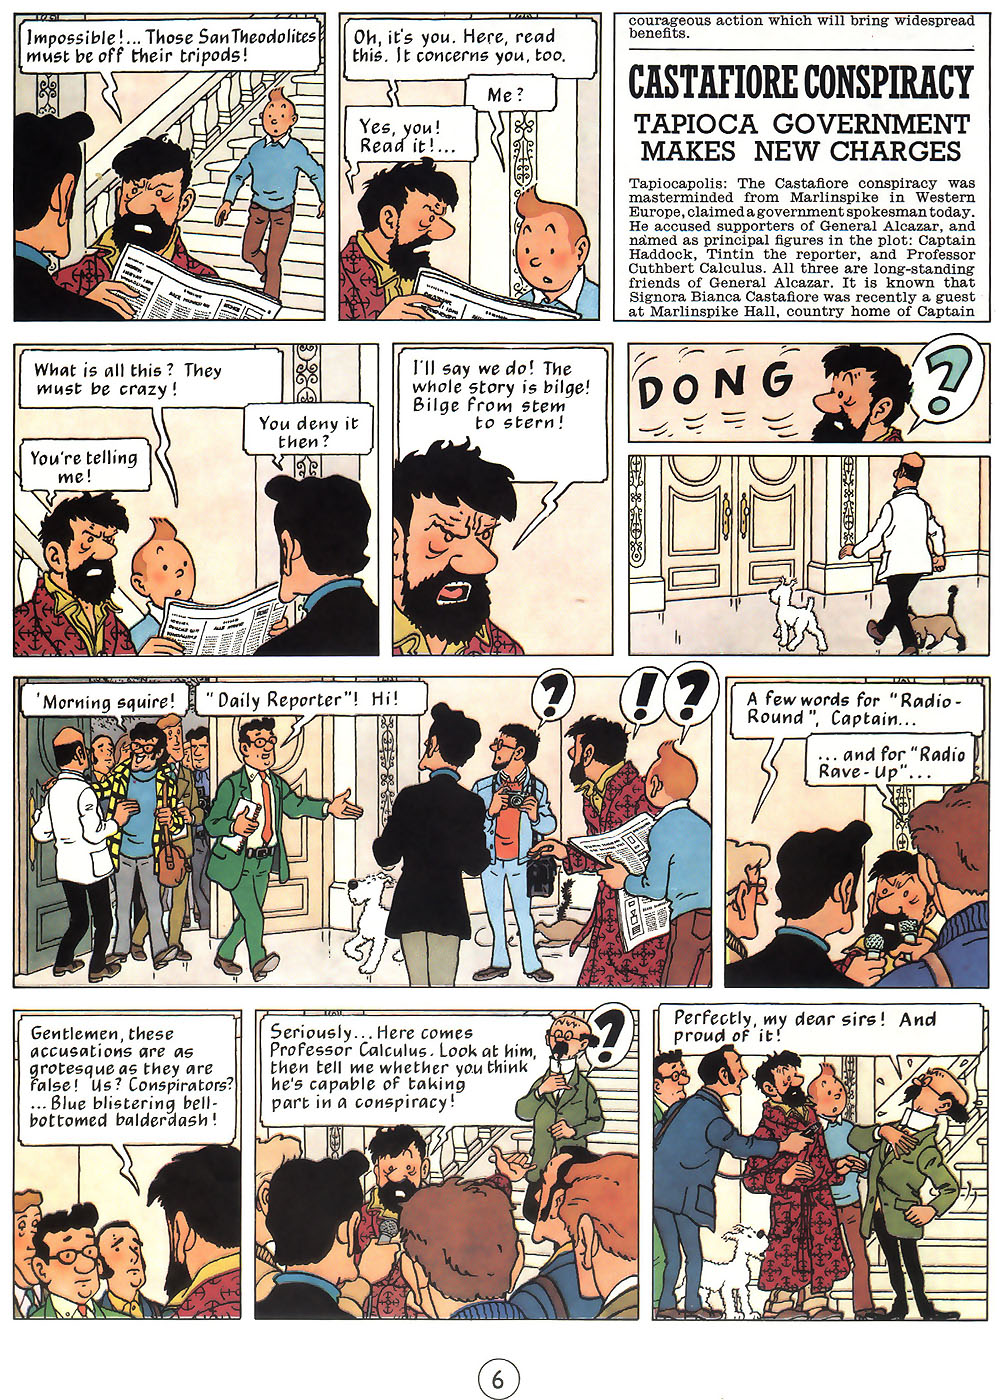 Impossible!... Those San Theodolites
must be off their tripods!
Oh, it's you. Here, read
this. It concerns you, too.
Me?
Yes, you!
Read it!...
courageous action which will bring widespread
benefits.
CASTAFIORE CONSPIRACY
TAPIOCA GOVERNMENT
MAKES NEW CHARGES
Tapiocapolis: The Castafiore conspiracy was
masterminded from Marlinspike in Western
Europe, claimed a government spokesman today.
He accused supporters of General Alcazar, and
named as principal figures in the plot: Captain
Haddock, Tintin the reporter, and Professor
Cuthbert Calculus. All three are long-standing
friends of General Alcazar. It is known that
Signora Bianca Castafiore was recently a guest
at Marlinspike Hall, country home of Captain
What is all this? They
must be crazy!
You're telling
me!
You deny it
then?
I'll say we do! The
whole story is bilge!
Bilge from stem
to stern!
DONG
?
'Morning squire!
"Daily Reporter"! Hi!
?
!
?
A few words for "Radio-
Round", Captain...
...and for "Radio
Rave-Up"...
Gentlemen, these
accusations are as
grotesque as they are
false! Us? Conspirators?
...Blue blistering bell-
bottomed balderdash!
Seriously... Here comes
Professor Calculus. Look at him,
then tell me whether you think
he's capable of taking
part in a conspiracy!
?
Perfectly, my dear sirs! And
proud of it!
6